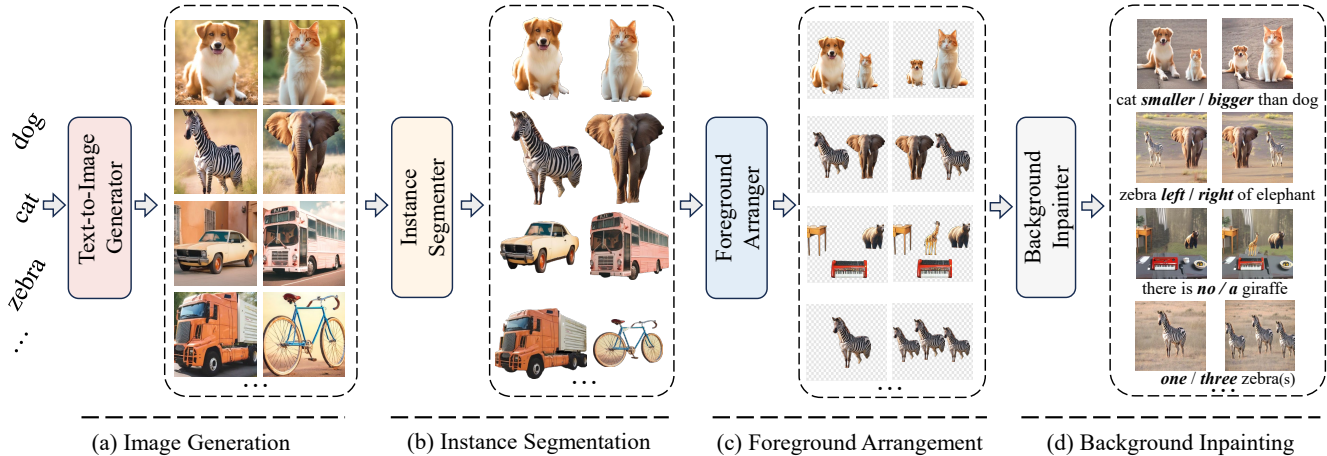 dog
cat
zebra
...
Text-to-Image
Generator
...
Instance
Segmenter
...
Foreground
Arranger
...
Background
Inpainter
cat smaller / bigger than dog
zebra left / right of elephant
there is no / a giraffe
one / three zebra(s)
...
(a) Image Generation
(b) Instance Segmentation
(c) Foreground Arrangement
(d) Background Inpainting